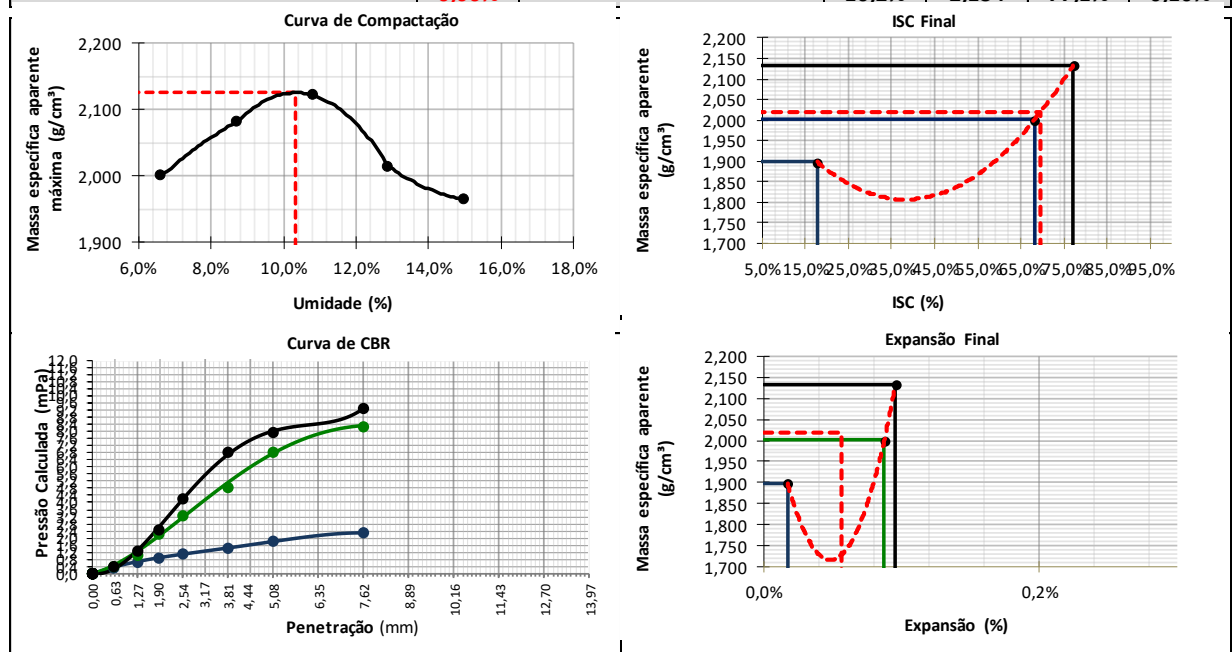 Curva de Compactação
Massa específica aparente
máxima (g/cm³)
2,200
2,100
2,000
1,900
6,0% 8,0% 10,0% 12,0% 14,0% 16,0% 18,0%
Umidade (%)
ISC Final
Massa específica aparente
(g/cm³)
2,200
2,150
2,100
2,050
2,000
1,950
1,900
1,850
1,800
1,750
1,700
5,0% 15,0% 25,0% 35,0% 45,0% 55,0% 65,0% 75,0% 85,0% 95,0%
ISC (%)
Curva de CBR
Pressão Calculada (mPa)
12,0
0,0
0,00 0,63 1,27 1,90 2,54 3,17 3,81 4,44 5,08 6,35 7,62 8,89 10,16 11,43 12,70 13,97
Penetração (mm)
Expansão Final
Massa específica aparente
(g/cm³)
2,200
2,150
2,100
2,050
2,000
1,950
1,900
1,850
1,800
1,750
1,700
0,0% 0,2%
Expansão (%)